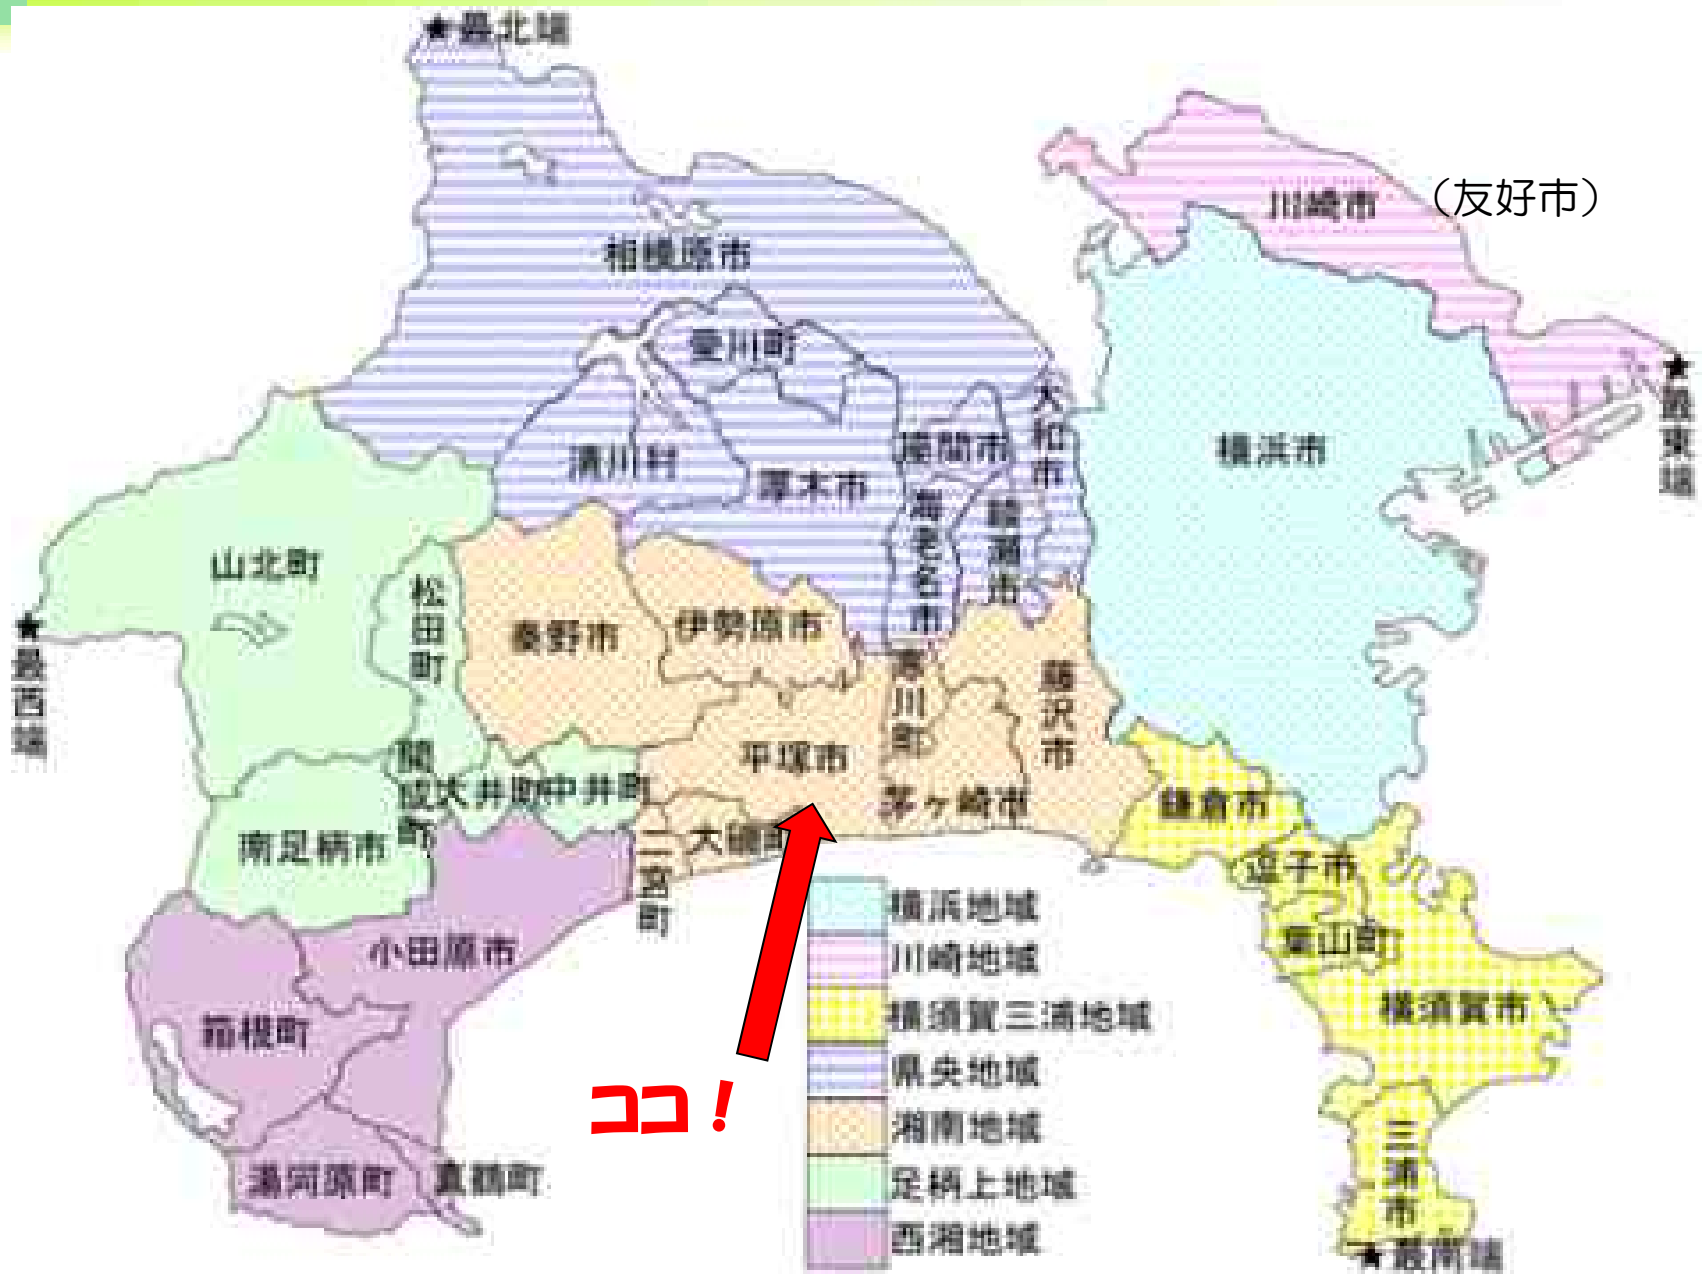 ★最北端
川崎市
（友好市）
相模原市
愛川町
★最東端
大和市
座間市
横浜市
清川村
厚木市
海老名市
綾瀬市
山北町
松田町
秦野市
伊勢原市
★最西端
寒川町
藤沢市
開成町
大井町
中井町
平塚市
茅ヶ崎市
鎌倉市
南足柄市
二宮町
大磯町
逗子市
葉山町
小田原市
横須賀市
箱根町
ココ！
湯河原町
真鶴町
三浦市
★最南端
横浜地域
川崎地域
横須賀三浦地域
県央地域
湘南地域
足柄上地域
西湘地域